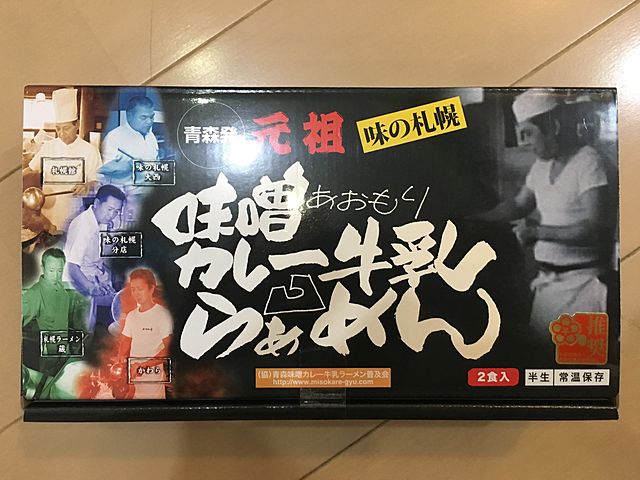 青森発
元祖
味の札幌
味噌
あおもり
カレー牛乳
らぁめん
札幌館
味の札幌
大西
味の札幌
分店
札幌ラーメン
蔵
かわら
(協)青森味噌カレー牛乳ラーメン普及会
http://www.misokare-gyu.com
2食入
半生
常温保存
推奨